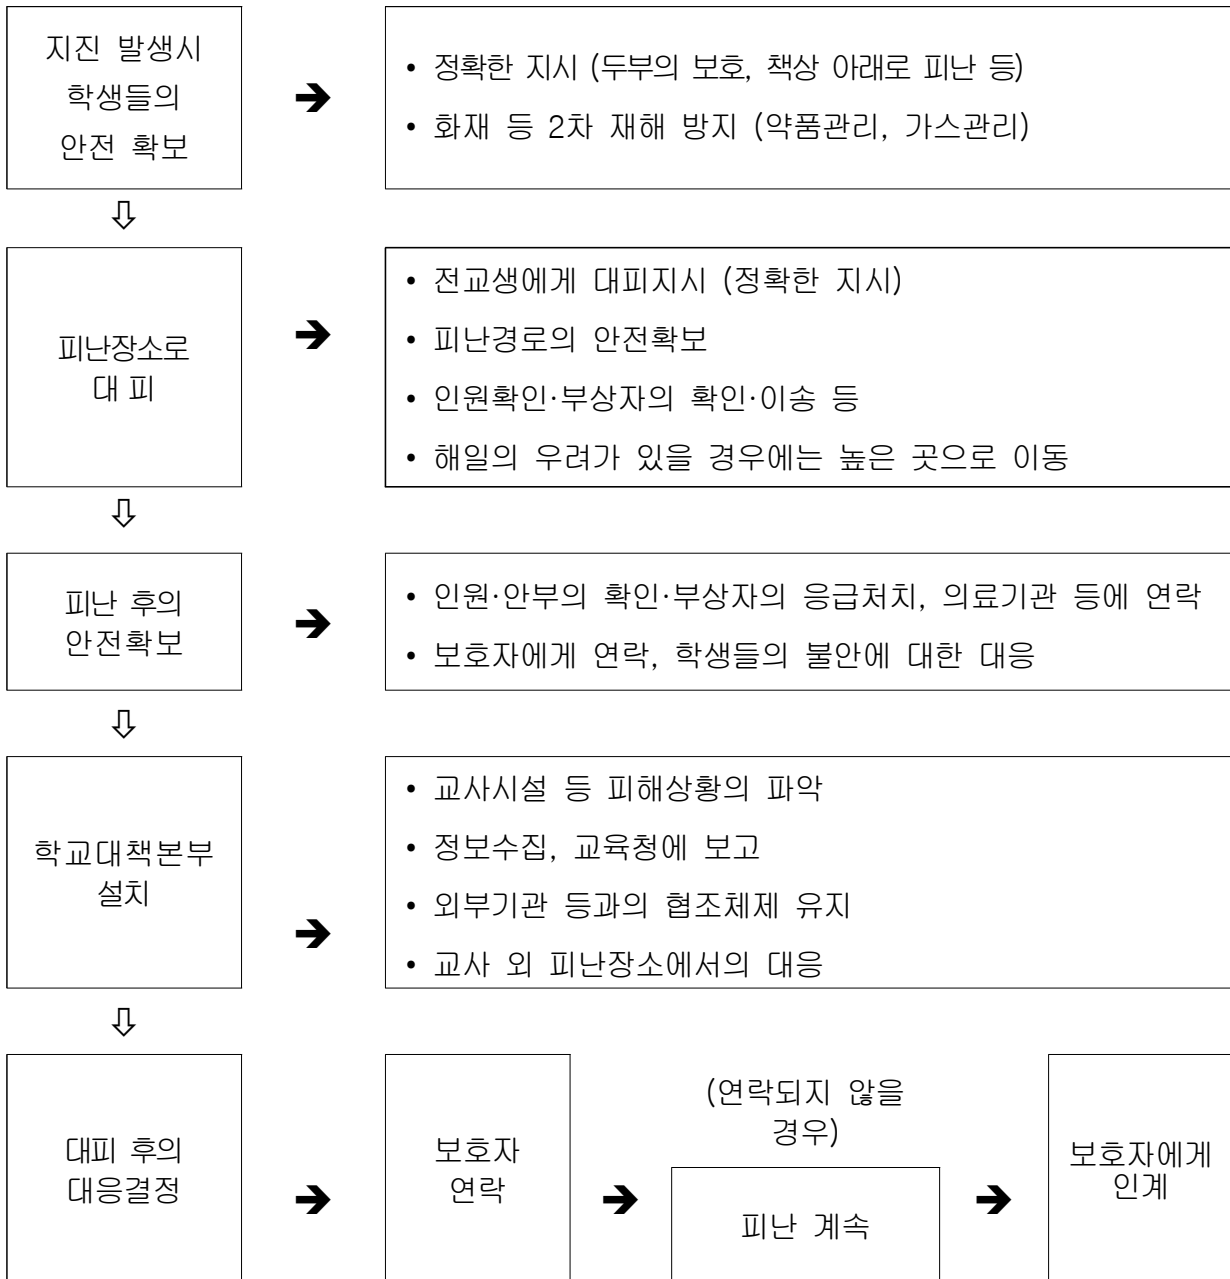 지진 발생시
학생들의
안전 확보
➔
• 정확한 지시 (두부의 보호, 책상 아래로 피난 등)
• 화재 등 2차 재해 방지 (약품관리, 가스관리)
⇩
피난장소로
대 피
➔
• 전교생에게 대피지시 (정확한 지시)
• 피난경로의 안전확보
• 인원확인·부상자의 확인·이송 등
• 해일의 우려가 있을 경우에는 높은 곳으로 이동
⇩
피난 후의
안전확보
➔
• 인원·안부의 확인·부상자의 응급처치, 의료기관 등에 연락
• 보호자에게 연락, 학생들의 불안에 대한 대응
⇩
학교대책본부
설치
➔
• 교사시설 등 피해상황의 파악
• 정보수집, 교육청에 보고
• 외부기관 등과의 협조체제 유지
• 교사 외 피난장소에서의 대응
⇩
대피 후의
대응결정
➔
보호자
연락
➔
(연락되지 않을
경우)
피난 계속
➔
보호자에게
인계